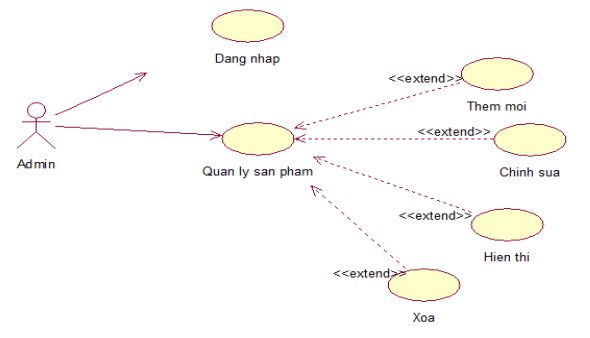 Dang nhap
<<extend>>
Them moi
<<extend>>
Admin
Quan ly san pham
Chinh sua
<<extend>>
Hien thi
<<extend>>
Xoa